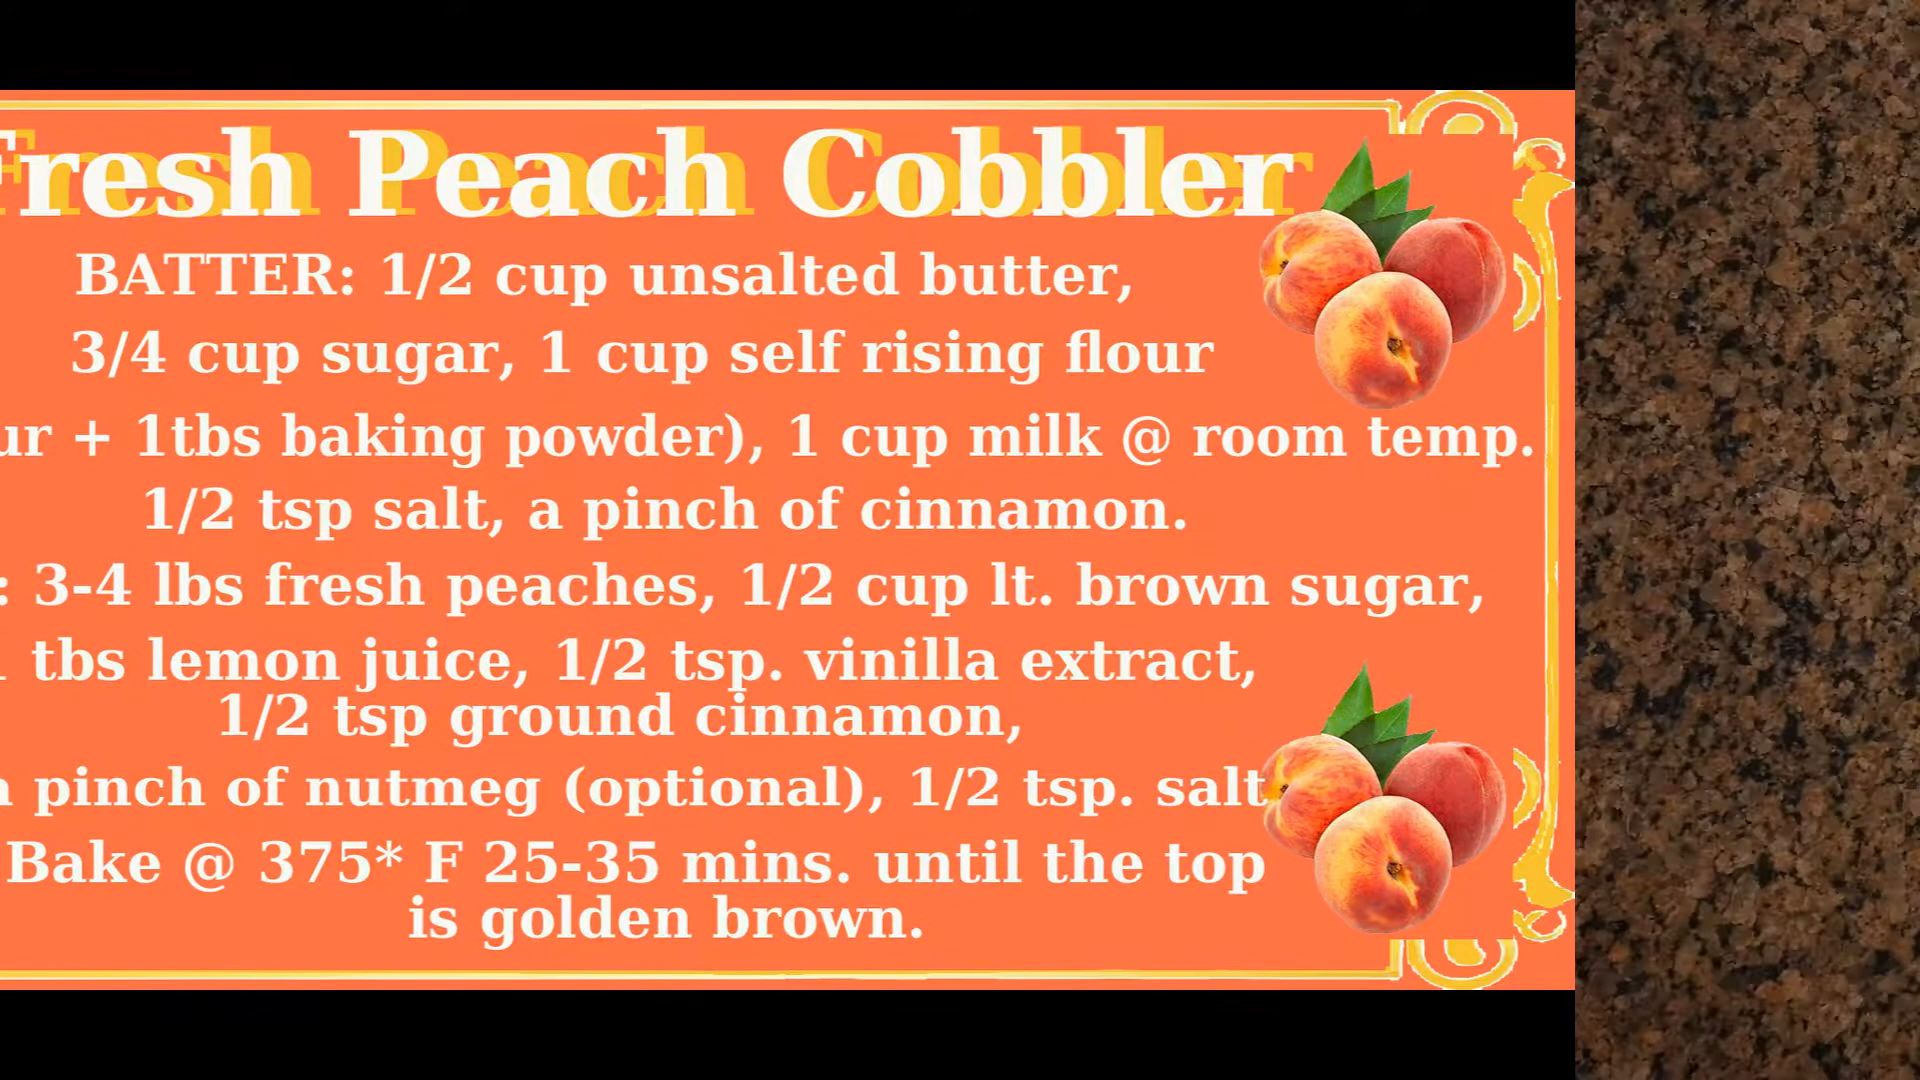 Fresh Peach Cobbler
BATTER: 1/2 cup unsalted butter,
3/4 cup sugar, 1 cup self rising flour
+ 1tbs baking powder), 1 cup milk @ room temp.
1/2 tsp salt, a pinch of cinnamon.
: 3-4 lbs fresh peaches, 1/2 cup lt. brown sugar,
tbs lemon juice, 1/2 tsp. vinilla extract,
1/2 tsp ground cinnamon,
pinch of nutmeg (optional), 1/2 tsp. salt
Bake @ 375* F 25-35 mins. until the top
is golden brown.